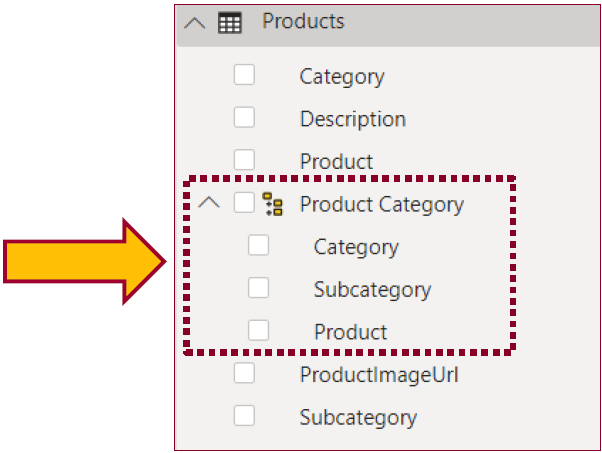 Products
Category
Description
Product
Product Category
Category
Subcategory
Product
ProductImageUrl
Subcategory